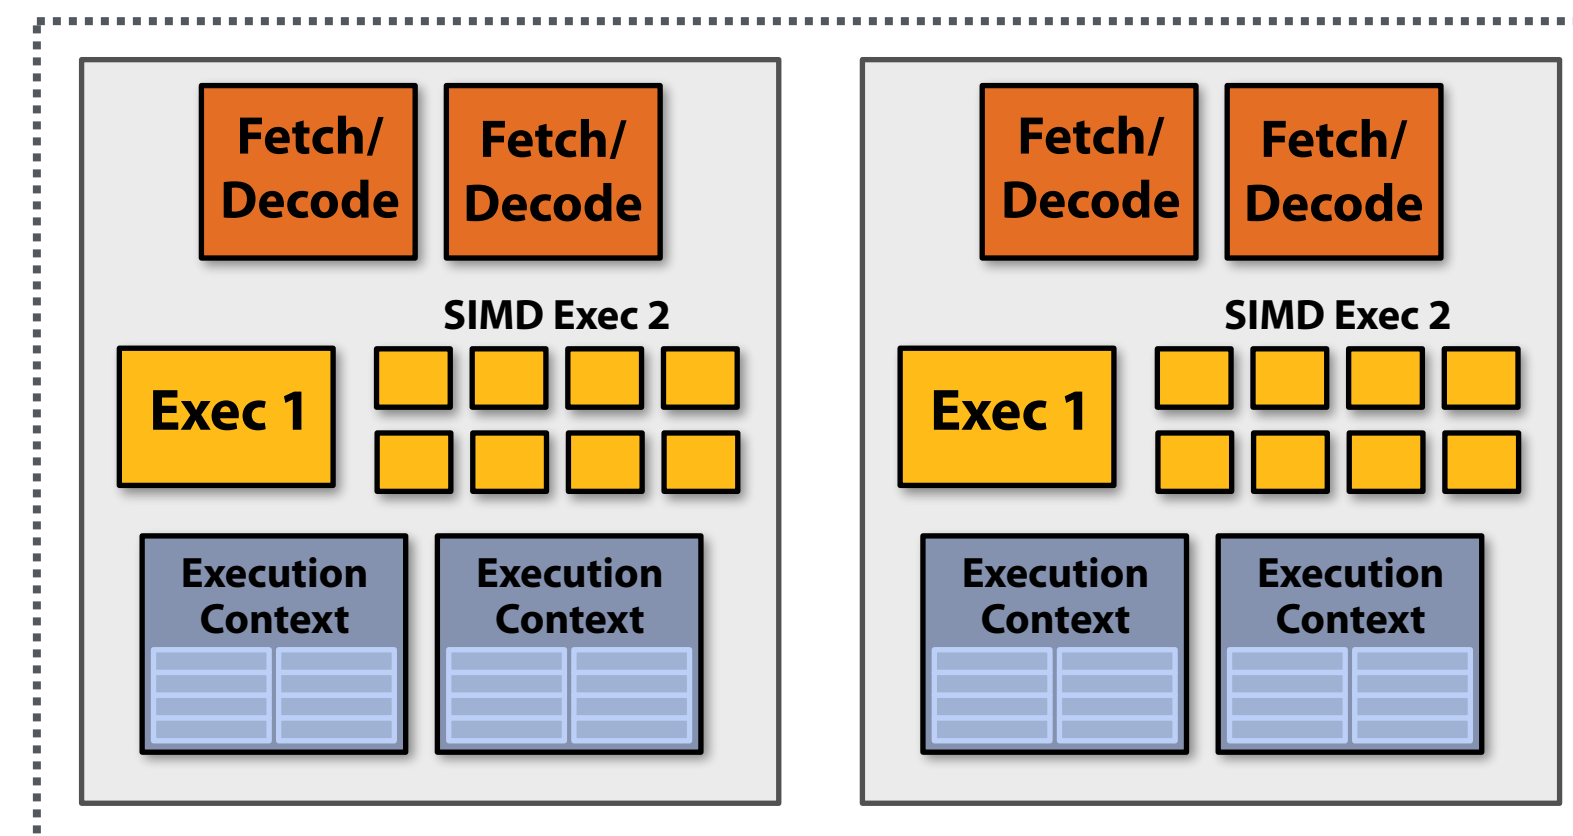 Fetch/
Decode
Fetch/
Decode
SIMD Exec 2
Exec 1
Execution
Context
Execution
Context
Fetch/
Decode
Fetch/
Decode
SIMD Exec 2
Exec 1
Execution
Context
Execution
Context